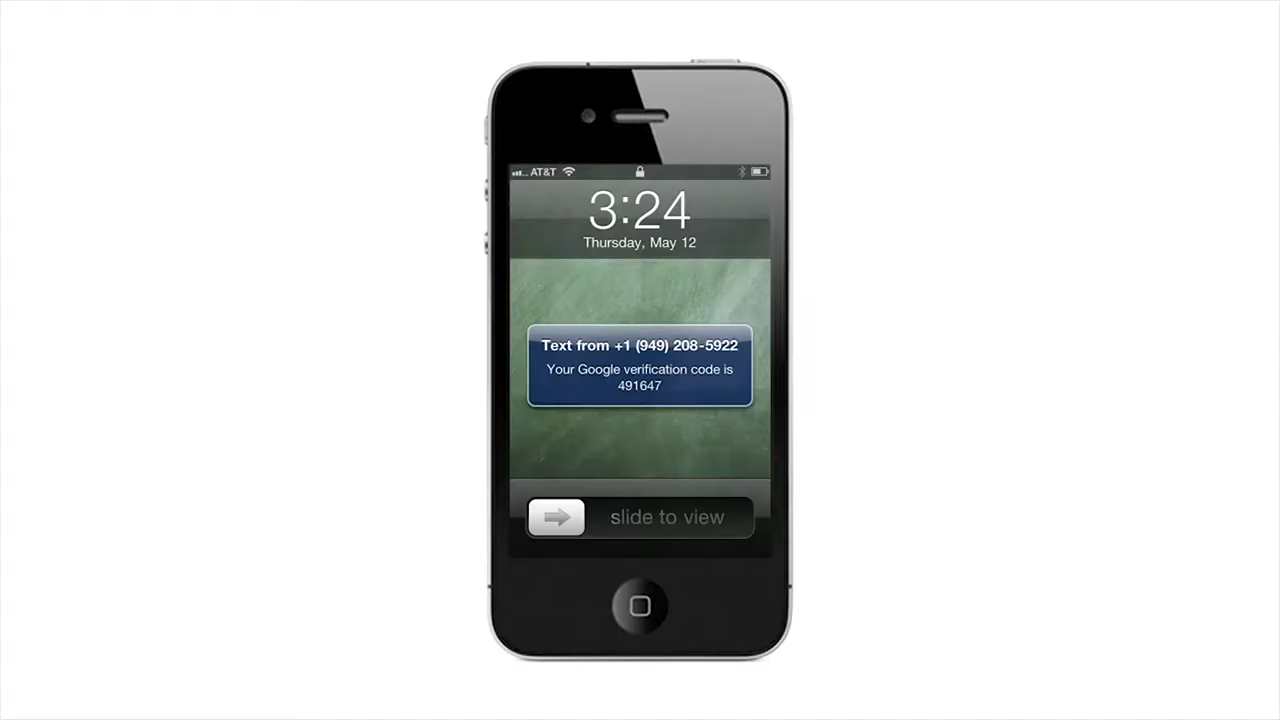 AT&T
3:24
Thursday, May 12
Text from +1 (949) 208-5922
Your Google verification code is
491647
slide to view